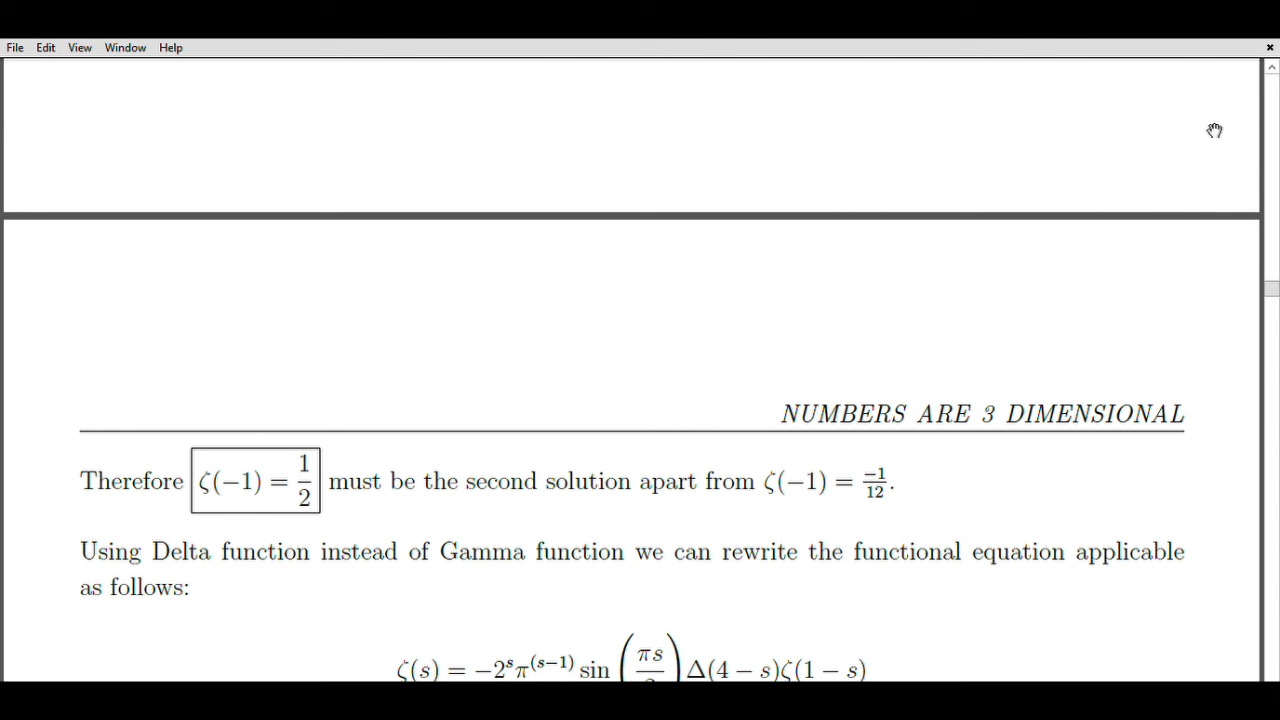 File Edit View Window Help
NUMBERS ARE 3 DIMENSIONAL
Therefore ζ(−1) = 1/2 must be the second solution apart from ζ(−1) = −1/12.
Using Delta function instead of Gamma function we can rewrite the functional equation applicable
as follows:
ζ(s) = −2^s π^(s−1) sin (πs/2) Δ(4 − s)ζ(1 − s)